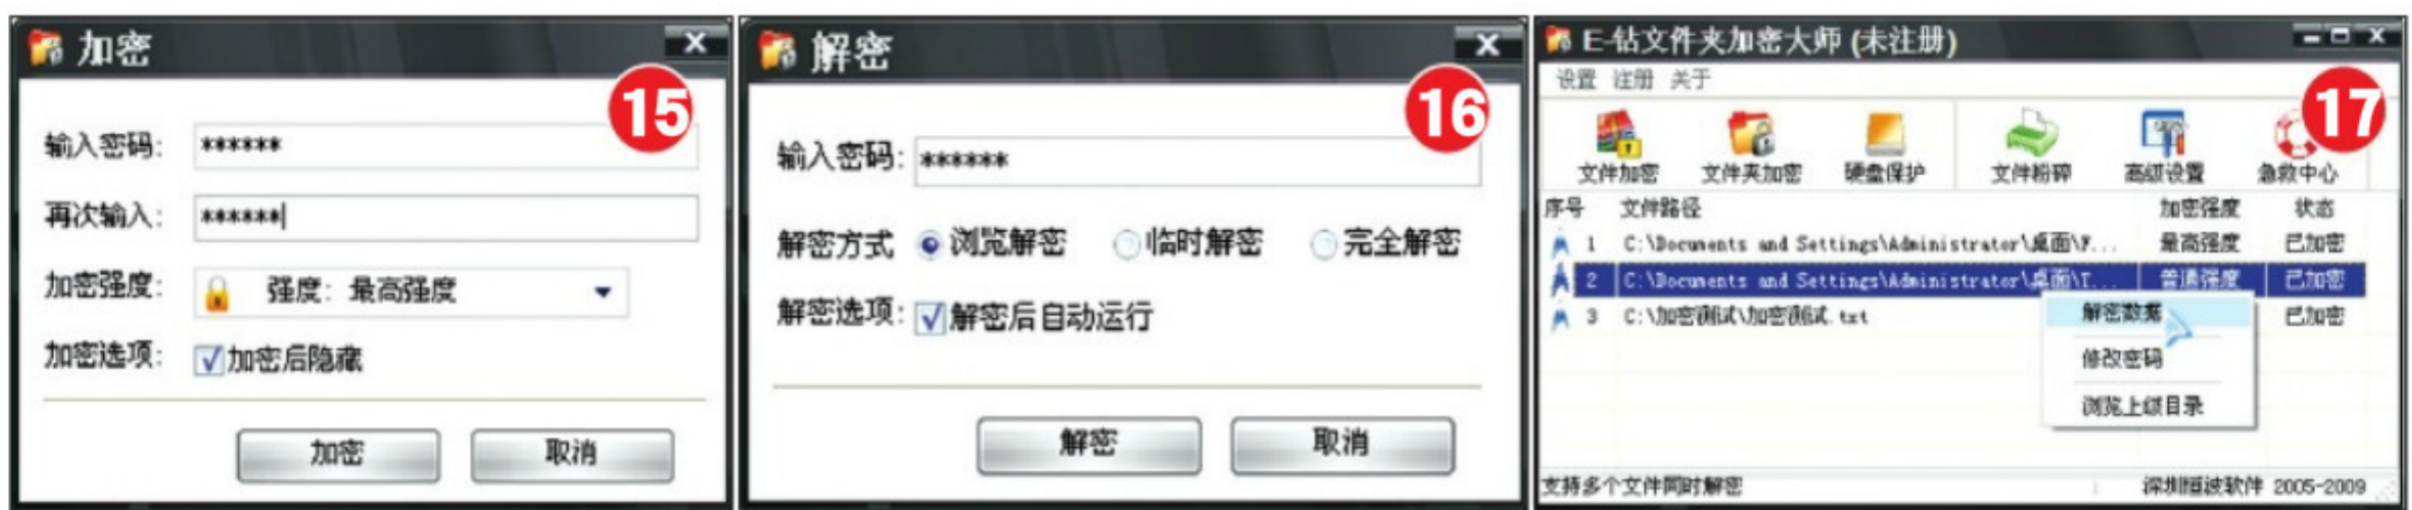 加密
15
输入密码: ******
再次输入: ******
加密强度: 强度: 最高强度
加密选项: 加密后隐藏
加密 取消
解密
16
输入密码: ******
解密方式 浏览解密 临时解密 完全解密
解密选项: 解密后自动运行
解密 取消
E-钻文件夹加密大师 (未注册)
17
设置 注册 关于
文件加密 文件夹加密 硬盘保护 文件粉碎 高级设置 急救中心
序号 文件路径 加密强度 状态
1 C:\Documents and Settings\Administrator\桌面\F... 最高强度 已加密
2 C:\Documents and Settings\Administrator\桌面\T... 普通强度 已加密
3 C:\加密测试\加密测试.txt 已加密
解密数据
修改密码
浏览上级目录
支持多个文件同时解密 深圳恒波软件 2005-2009